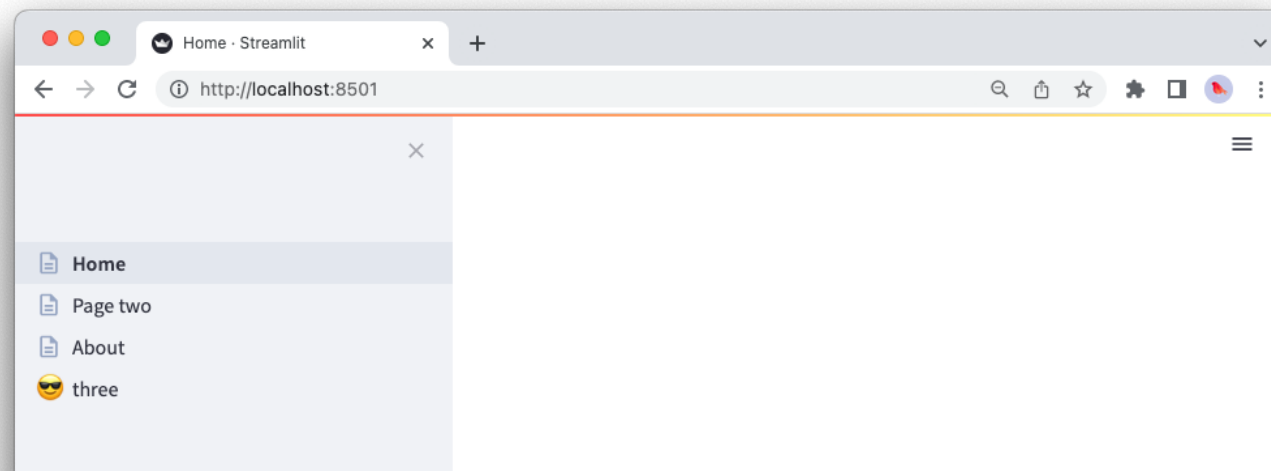 Home · Streamlit
http://localhost:8501
Home
Page two
About
three